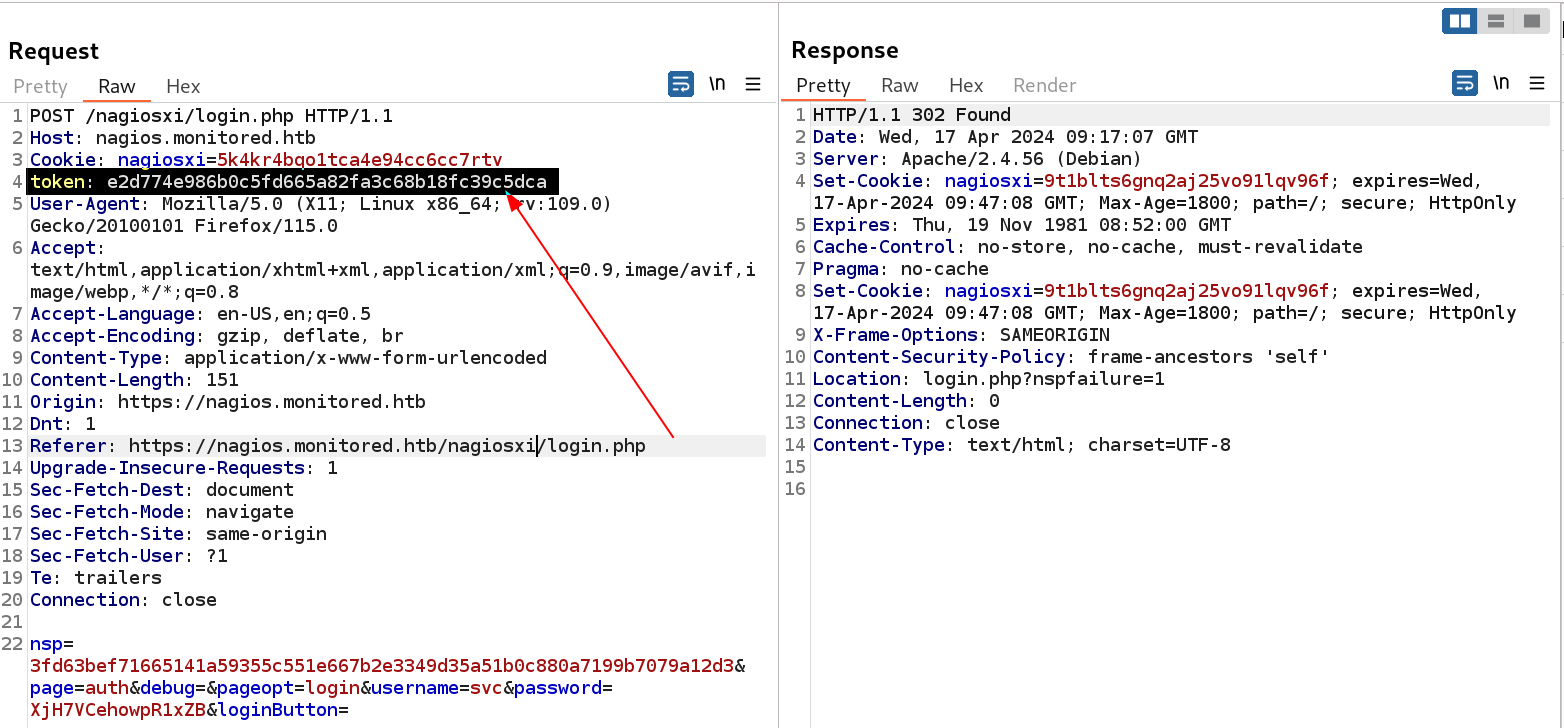 Request
Pretty Raw Hex \n
1 POST /nagiosxi/login.php HTTP/1.1
2 Host: nagios.monitored.htb
3 Cookie: nagiosxi=5k4kr4bqo1tca4e94cc6cc7rtv
4 token: e2d774e986b0c5fd665a82fa3c68b18fc39c5dca
5 User-Agent: Mozilla/5.0 (X11; Linux x86_64; rv:109.0)
Gecko/20100101 Firefox/115.0
6 Accept:
text/html,application/xhtml+xml,application/xml;q=0.9,image/avif,i
mage/webp,*/*;q=0.8
7 Accept-Language: en-US,en;q=0.5
8 Accept-Encoding: gzip, deflate, br
9 Content-Type: application/x-www-form-urlencoded
10 Content-Length: 151
11 Origin: https://nagios.monitored.htb
12 Dnt: 1
13 Referer: https://nagios.monitored.htb/nagiosxi/login.php
14 Upgrade-Insecure-Requests: 1
15 Sec-Fetch-Dest: document
16 Sec-Fetch-Mode: navigate
17 Sec-Fetch-Site: same-origin
18 Sec-Fetch-User: ?1
19 Te: trailers
20 Connection: close
21
22 nsp=
3fd63bef71665141a59355c551e667b2e3349d35a51b0c880a7199b7079a12d3&
page=auth&debug=&pageopt=login&username=svc&password=
XjH7VCehowpR1xZB&loginButton=
Response
Pretty Raw Hex Render \n
1 HTTP/1.1 302 Found
2 Date: Wed, 17 Apr 2024 09:17:07 GMT
3 Server: Apache/2.4.56 (Debian)
4 Set-Cookie: nagiosxi=9t1blts6gnq2aj25vo91lqv96f; expires=Wed,
17-Apr-2024 09:47:08 GMT; Max-Age=1800; path=/; secure; HttpOnly
5 Expires: Thu, 19 Nov 1981 08:52:00 GMT
6 Cache-Control: no-store, no-cache, must-revalidate
7 Pragma: no-cache
8 Set-Cookie: nagiosxi=9t1blts6gnq2aj25vo91lqv96f; expires=Wed,
17-Apr-2024 09:47:08 GMT; Max-Age=1800; path=/; secure; HttpOnly
9 X-Frame-Options: SAMEORIGIN
10 Content-Security-Policy: frame-ancestors 'self'
11 Location: login.php?nspfailure=1
12 Content-Length: 0
13 Connection: close
14 Content-Type: text/html; charset=UTF-8
15
16